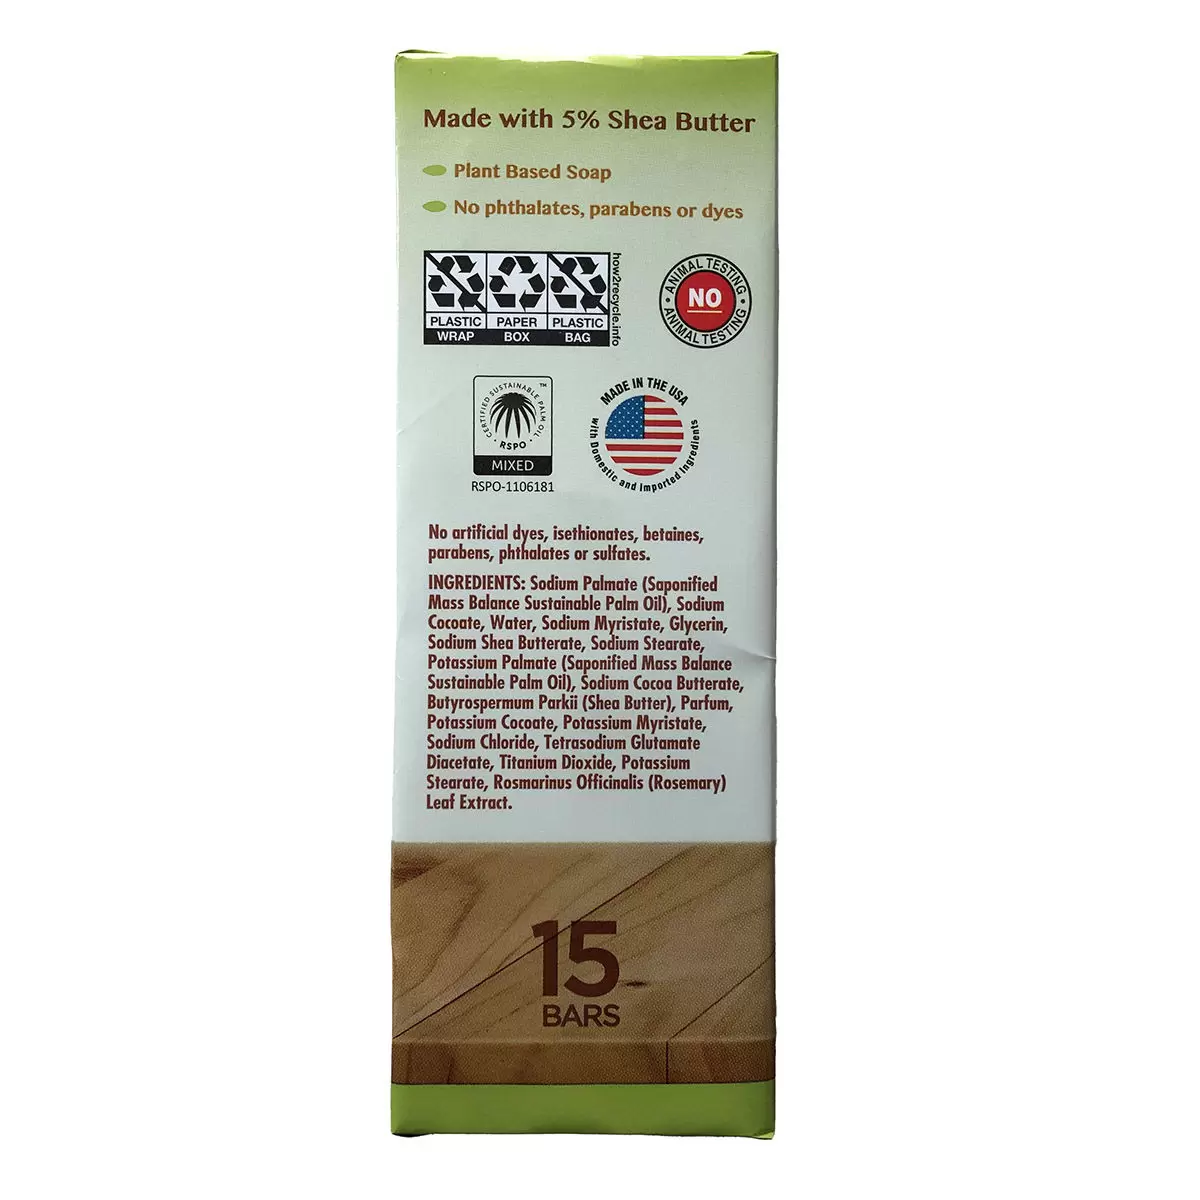 Made with 5% Shea Butter
Plant Based Soap
No phthalates, parabens or dyes
PLASTIC WRAP
PAPER BOX
PLASTIC BAG
how2recycle.info
ANIMAL TESTING
NO
ANIMAL TESTING
CERTIFIED SUSTAINABLE PALM OIL
TM
RSPO
MIXED
RSPO-1106181
MADE IN THE USA
with Domestic and Imported Ingredients
No artificial dyes, isethionates, betaines,
parabens, phthalates or sulfates.
INGREDIENTS: Sodium Palmate (Saponified
Mass Balance Sustainable Palm Oil), Sodium
Cocoate, Water, Sodium Myristate, Glycerin,
Sodium Shea Butterate, Sodium Stearate,
Potassium Palmate (Saponified Mass Balance
Sustainable Palm Oil), Sodium Cocoa Butterate,
Butyrospermum Parkii (Shea Butter), Parfum,
Potassium Cocoate, Potassium Myristate,
Sodium Chloride, Tetrasodium Glutamate
Diacetate, Titanium Dioxide, Potassium
Stearate, Rosmarinus Officinalis (Rosemary)
Leaf Extract.
15
BARS